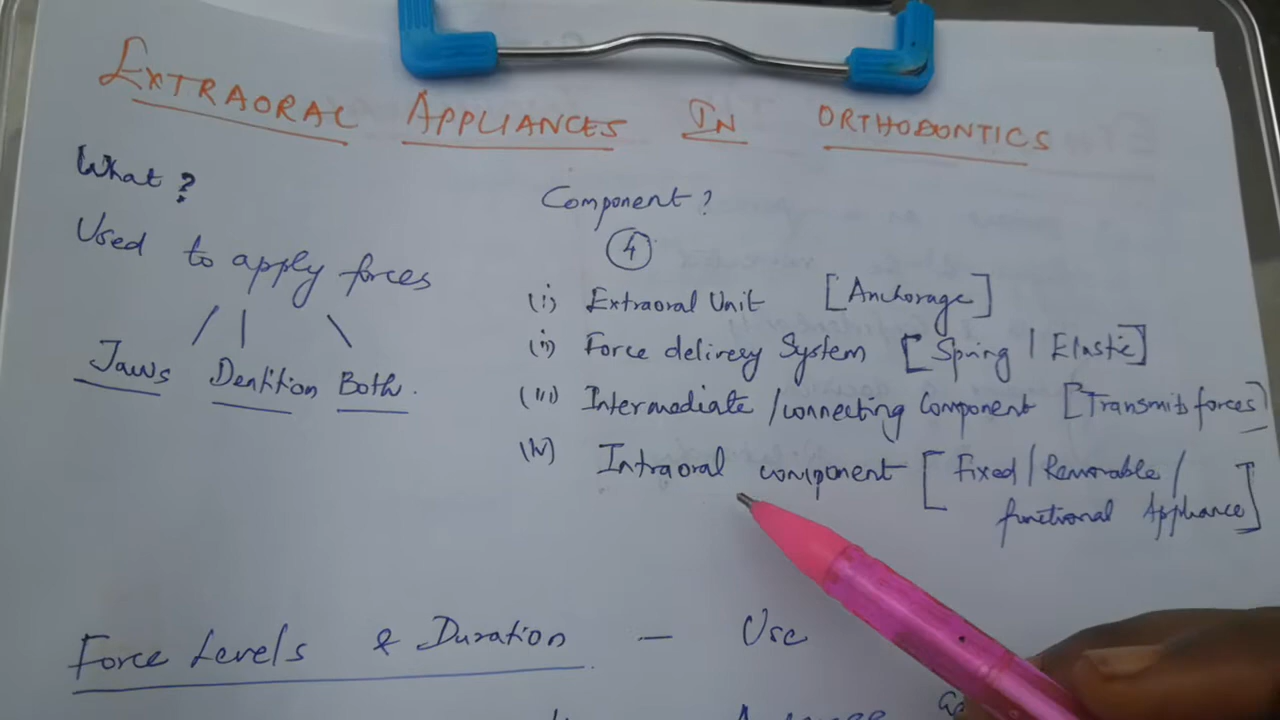 EXTRAORAL APPLIANCES IN ORTHODONTICS
What?
Used to apply forces
Jaws Dentition Both.
Component?
4
(i) Extraoral Unit [Anchorage]
(ii) Force delivery System [Spring / Elastic]
(iii) Intermediate / connecting Component [Transmits forces]
(iv) Intraoral component [Fixed / Removable /
functional Appliance]
Force Levels & Duration — Use